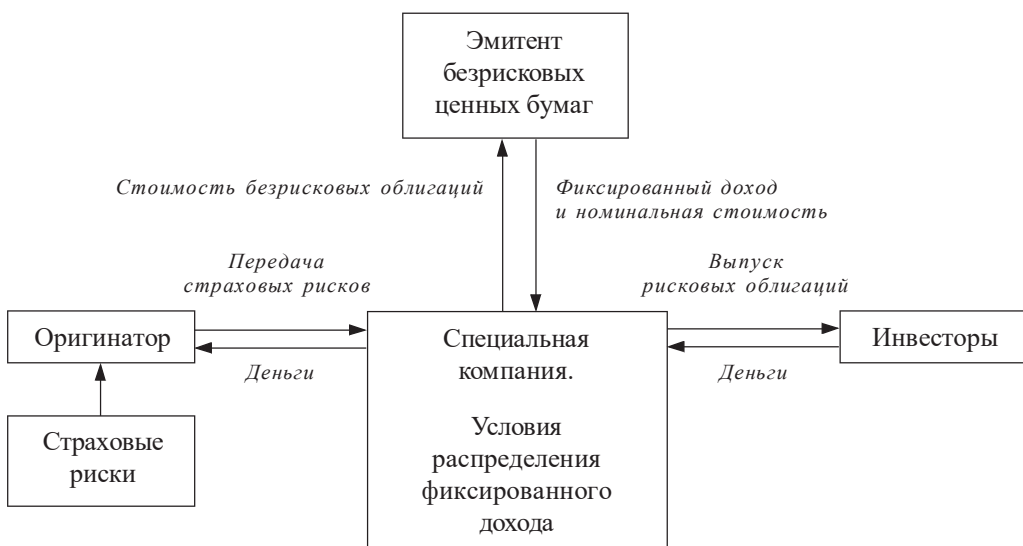 Эмитент
безрисковых
ценных бумаг
Стоимость безрисковых облигаций
Фиксированный доход
и номинальная стоимость
Передача
страховых рисков
Выпуск
рисковых облигаций
Оригинатор
Специальная
компания.
Инвесторы
Деньги
Деньги
Страховые
риски
Условия
распределения
фиксированного
дохода